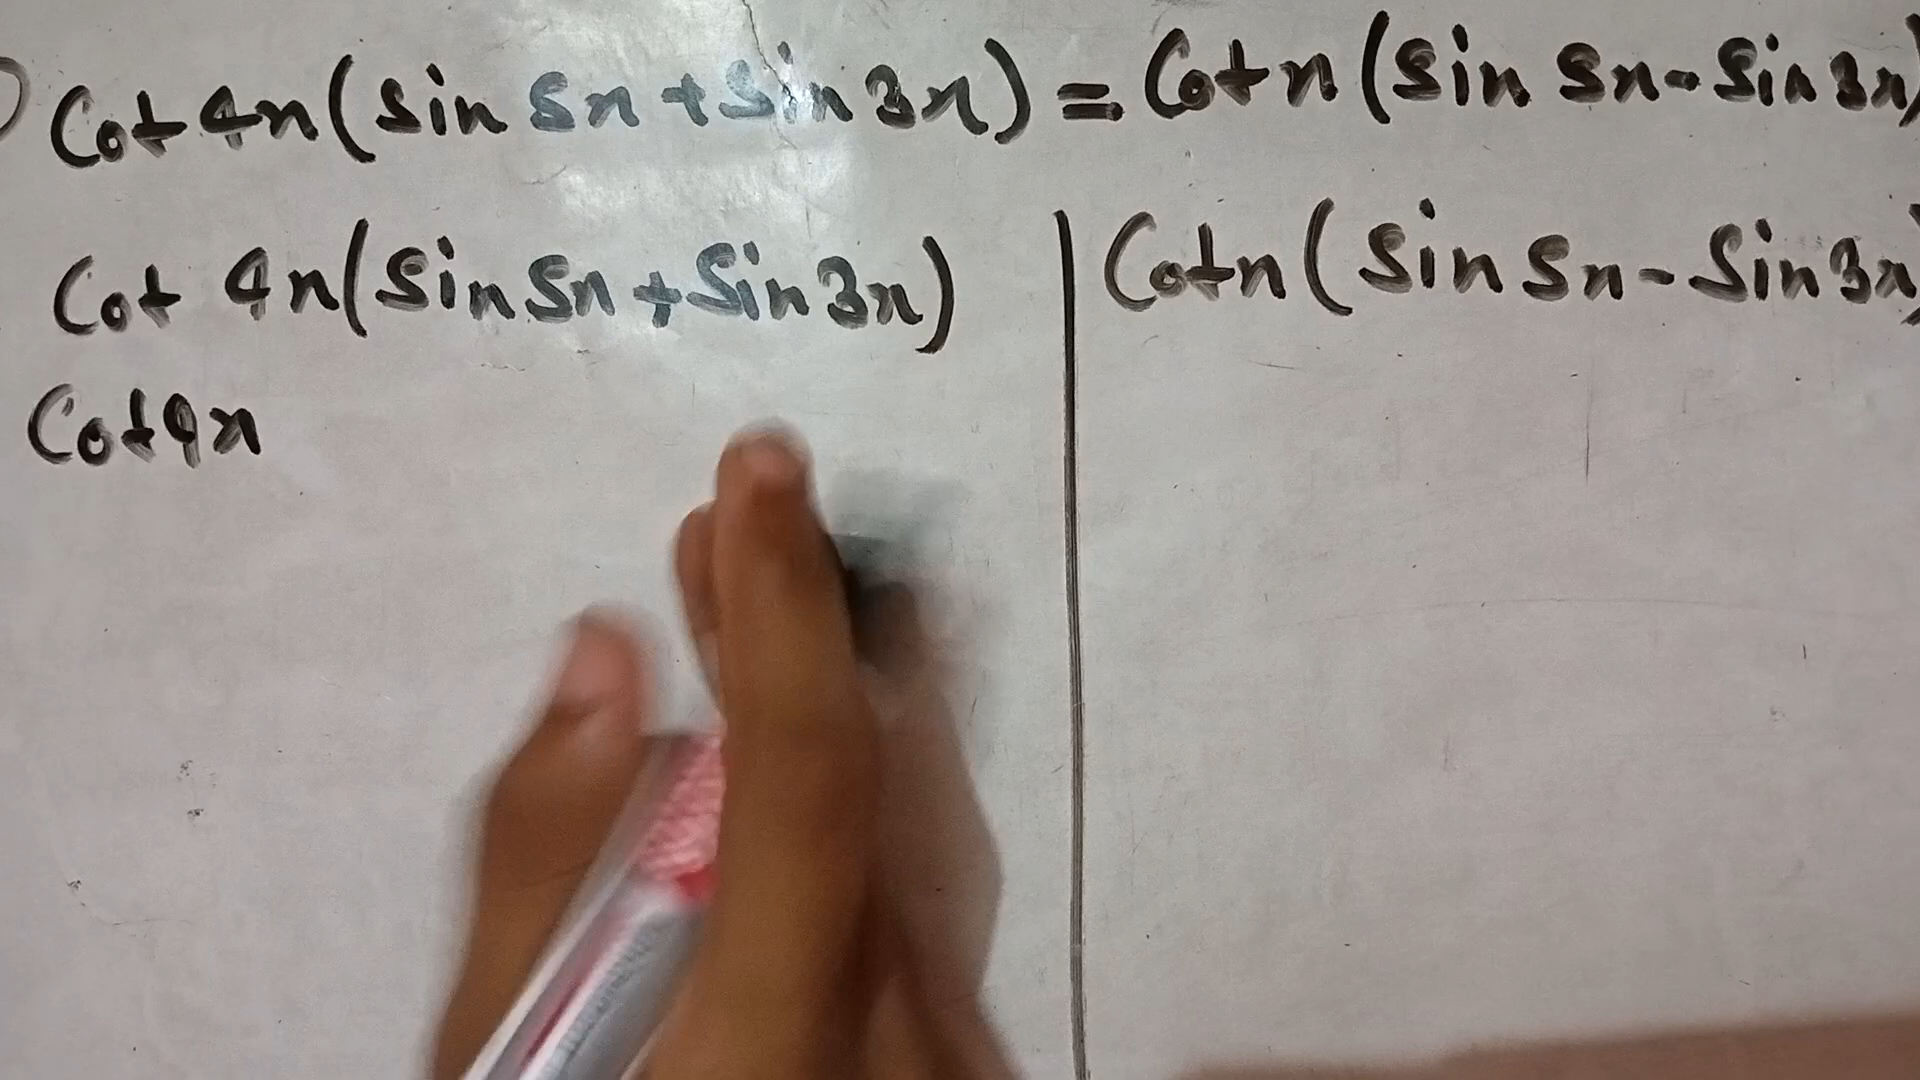 ) Cot 4x (sin 5x + sin 3x) = Cot x (sin 5x - sin 3x)
Cot 4x (sin 5x + sin 3x) | Cot x (sin 5x - sin 3x)
Cot 4x